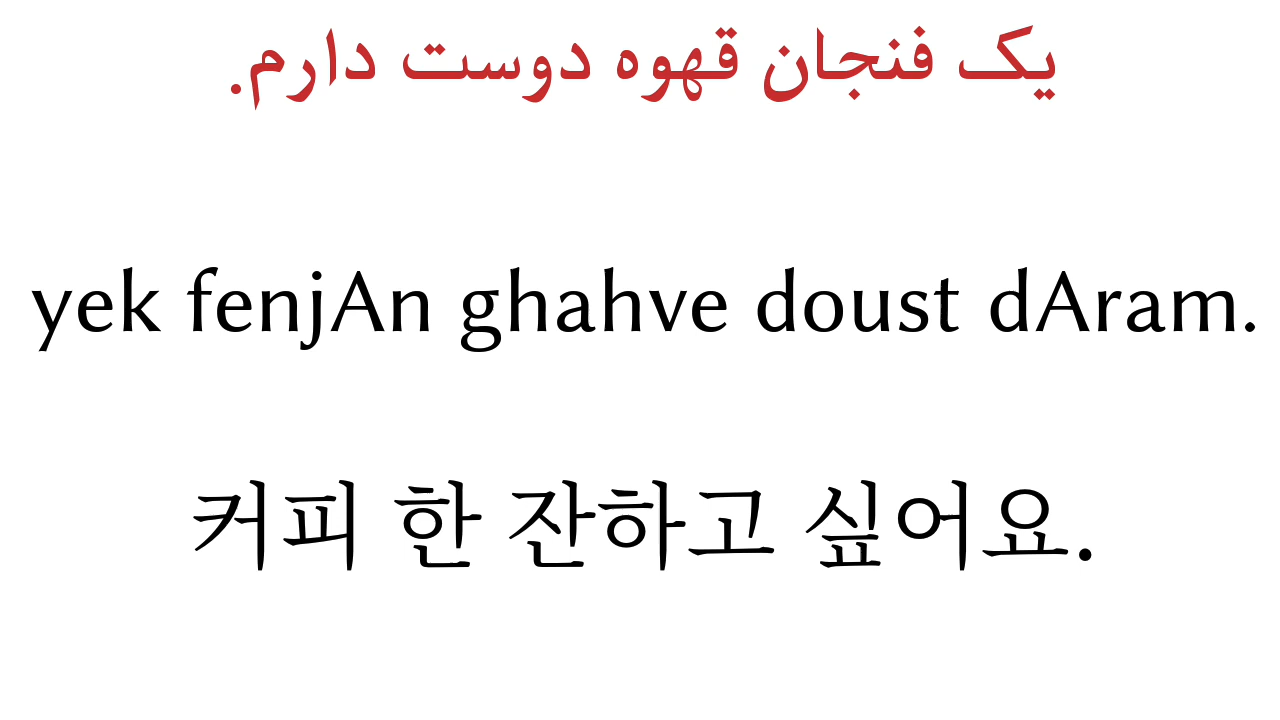 یک فنجان قهوه دوست دارم.
yek fenjAn ghahve doust dAram.
커피 한 잔하고 싶어요.